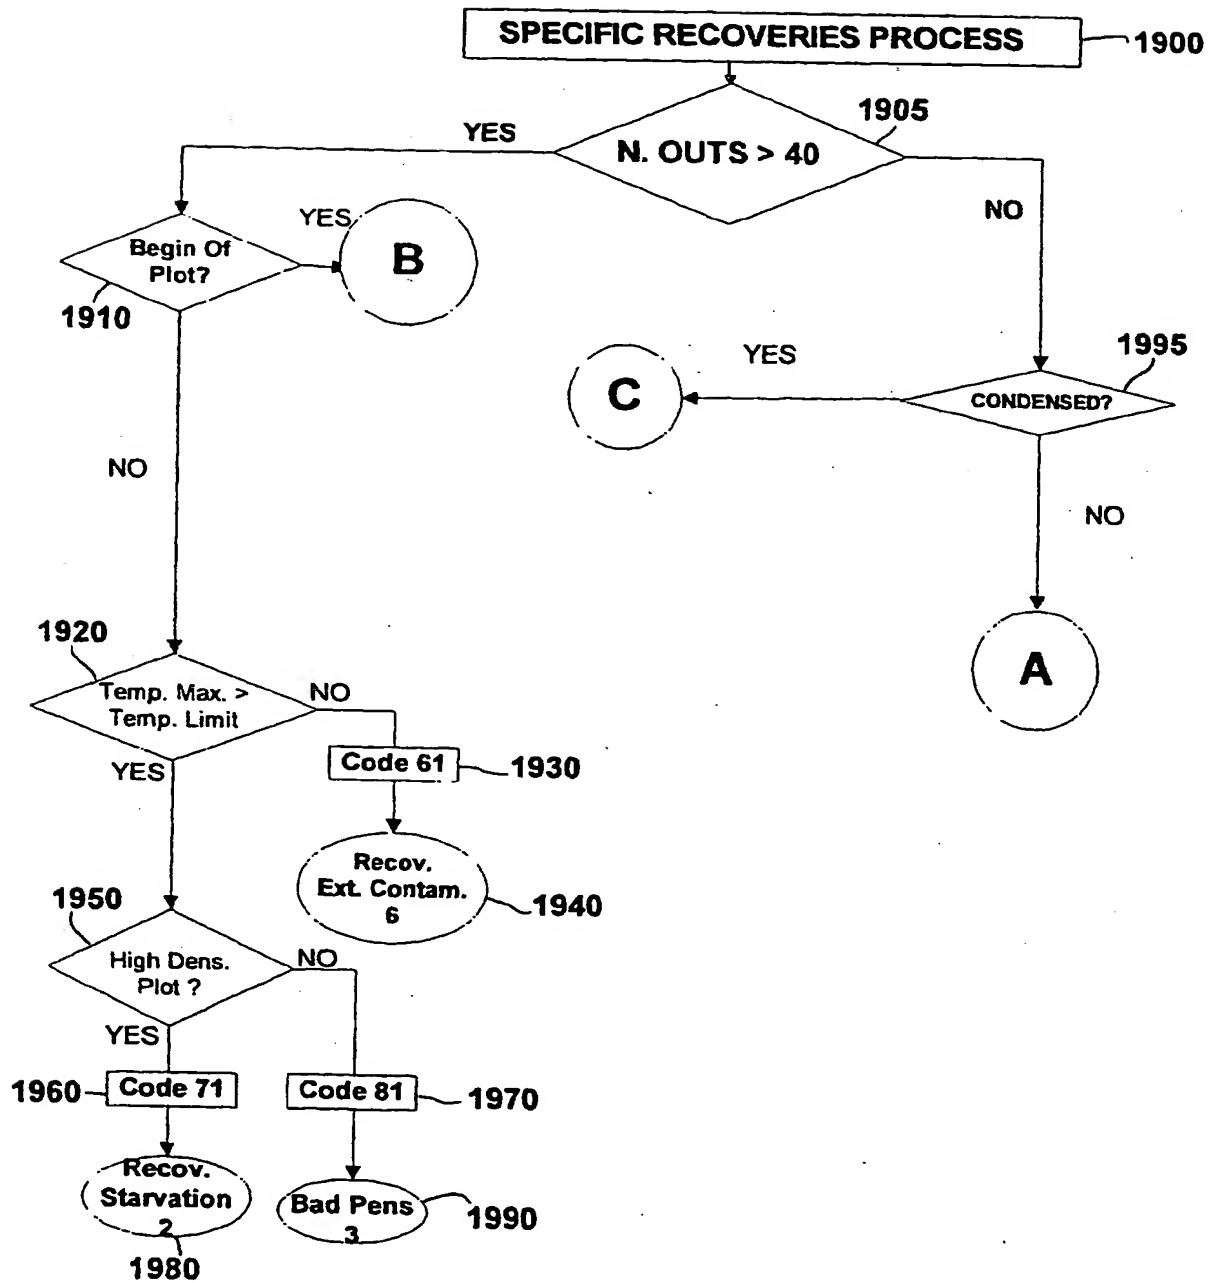 SPECIFIC RECOVERIES PROCESS
1900
1905
YES
N. OUTS > 40
NO
YES
Begin Of
Plot?
B
1910
1995
YES
C
CONDENSED?
NO
NO
1920
A
Temp. Max. >
Temp. Limit
NO
YES
Code 61
1930
Recov.
Ext. Contam.
6
1940
1950
High Dens.
Plot ?
NO
YES
1960
Code 71
Code 81
1970
Recov.
Starvation
2
Bad Pens
3
1990
1980